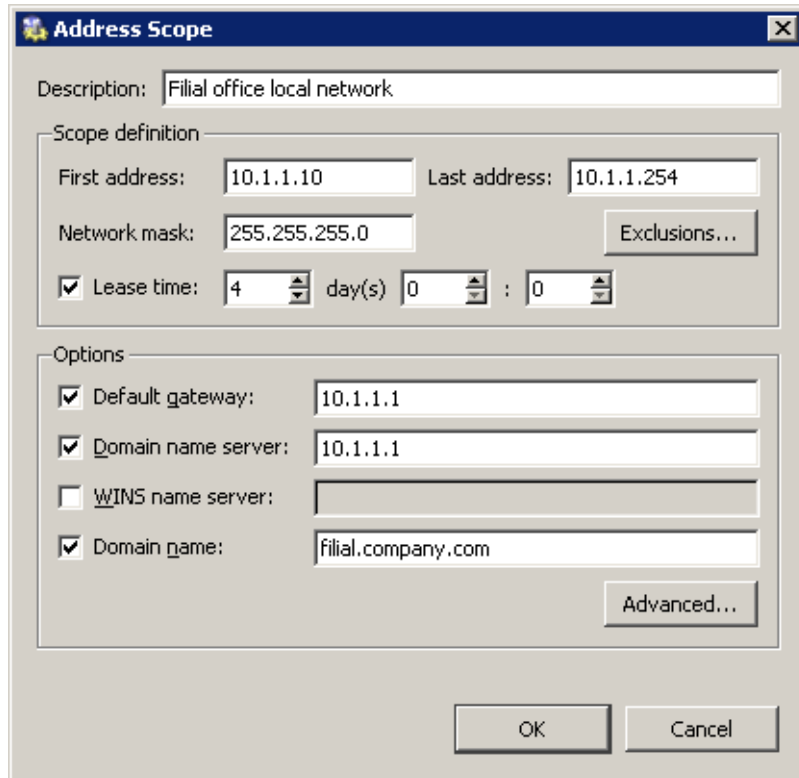 Address Scope
Description: Filial office local network
Scope definition
First address: 10.1.1.10 Last address: 10.1.1.254
Network mask: 255.255.255.0 Exclusions...
Lease time: 4 day(s) 0 : 0
Options
Default gateway: 10.1.1.1
Domain name server: 10.1.1.1
WINS name server:
Domain name: filial.company.com
Advanced...
OK Cancel